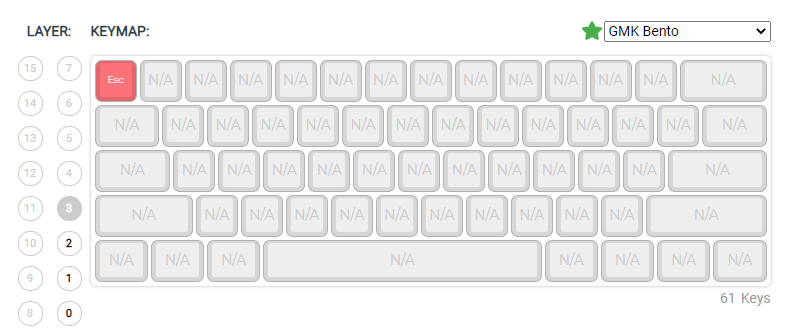 LAYER:
KEYMAP:
GMK Bento
15 7
14 6
13 5
12 4
11 3
10 2
9 1
8 0
Esc N/A N/A N/A N/A N/A N/A N/A N/A N/A N/A N/A N/A N/A
N/A N/A N/A N/A N/A N/A N/A N/A N/A N/A N/A N/A N/A N/A
N/A N/A N/A N/A N/A N/A N/A N/A N/A N/A N/A N/A N/A
N/A N/A N/A N/A N/A N/A N/A N/A N/A N/A N/A N/A
N/A N/A N/A N/A N/A N/A N/A N/A
61 Keys